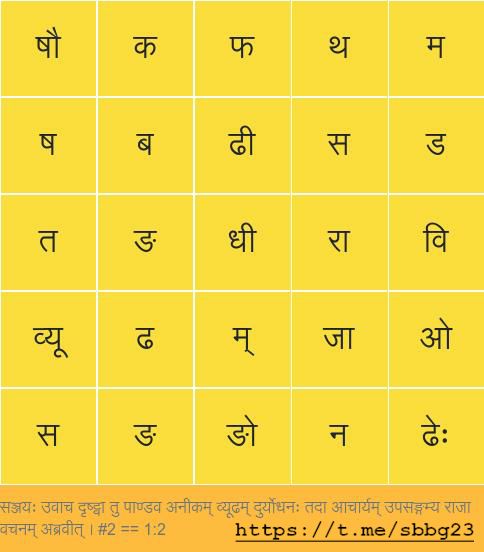 षौ क फ थ म
ष ब ढी स ड
त ङ धी रा वि
व्यू ढ म् जा ओ
स ङ ङो न ढेः
सञ्जयः उवाच दृष्ट्वा तु पाण्डव अनीकम् व्यूढम् दुर्योधनः तदा आचार्यम् उपसङ्गम्य राजा
वचनम् अब्रवीत् । #2 == 1:2 https://t.me/sbbg23